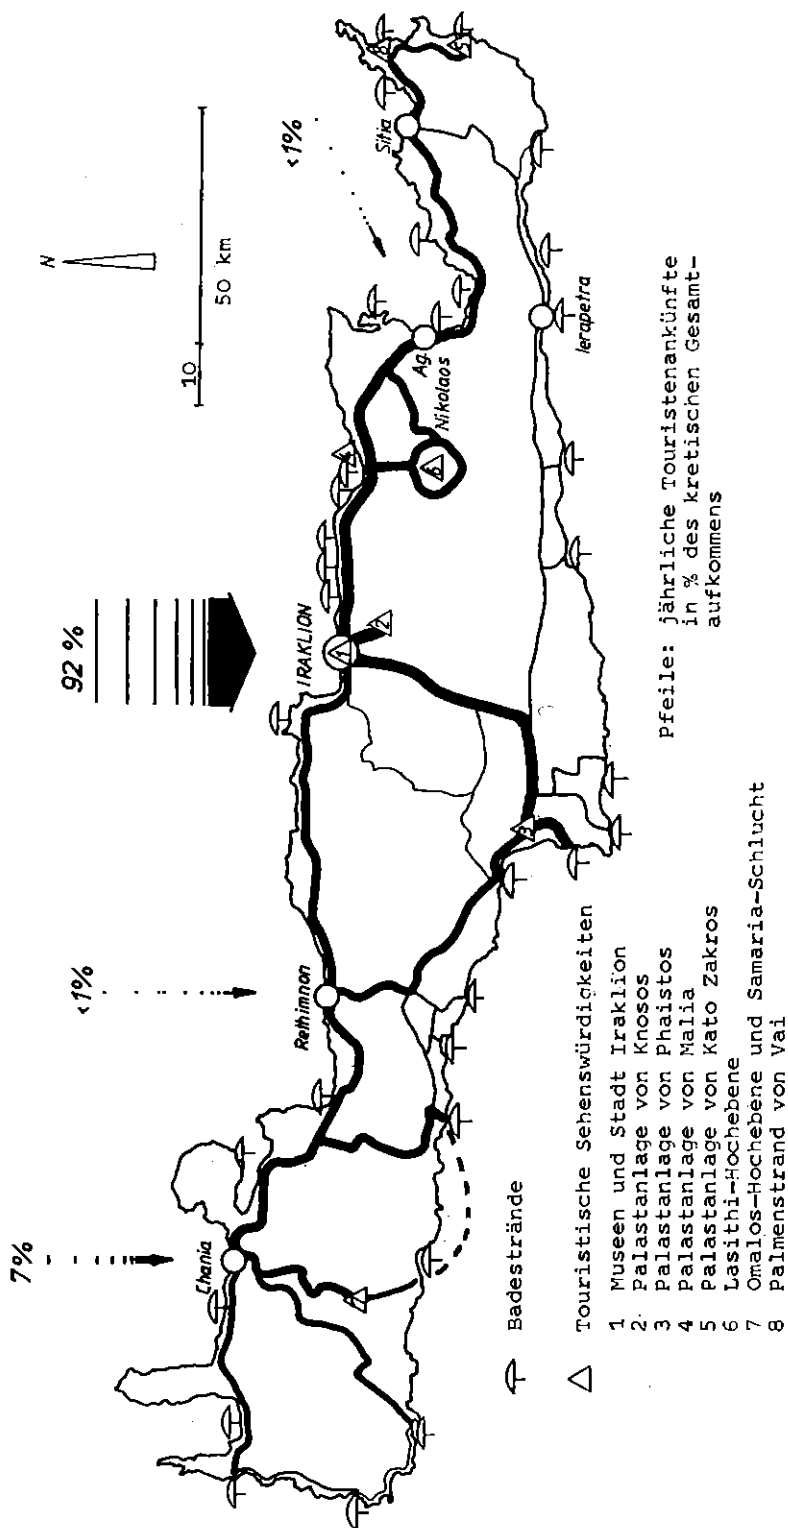 7%
<1%
92 %
<1%
N
10
50 km
Chania
Rethimnon
IRAKLION
Ag.
Nikolaos
Sitia
Ierapetra
1
2
3
Badestrände
Touristische Sehenswürdigkeiten
1 Museen und Stadt Iraklion
2 Palastanlage von Knosos
3 Palastanlage von Phaistos
4 Palastanlage von Malia
5 Palastanlage von Kato Zakros
6 Lasithi-Hochebene
7 Omalos-Hochebene und Samaria-Schlucht
8 Palmenstrand von Vai
Pfeile: jährliche Touristenankünfte
in % des kretischen Gesamt-
aufkommens